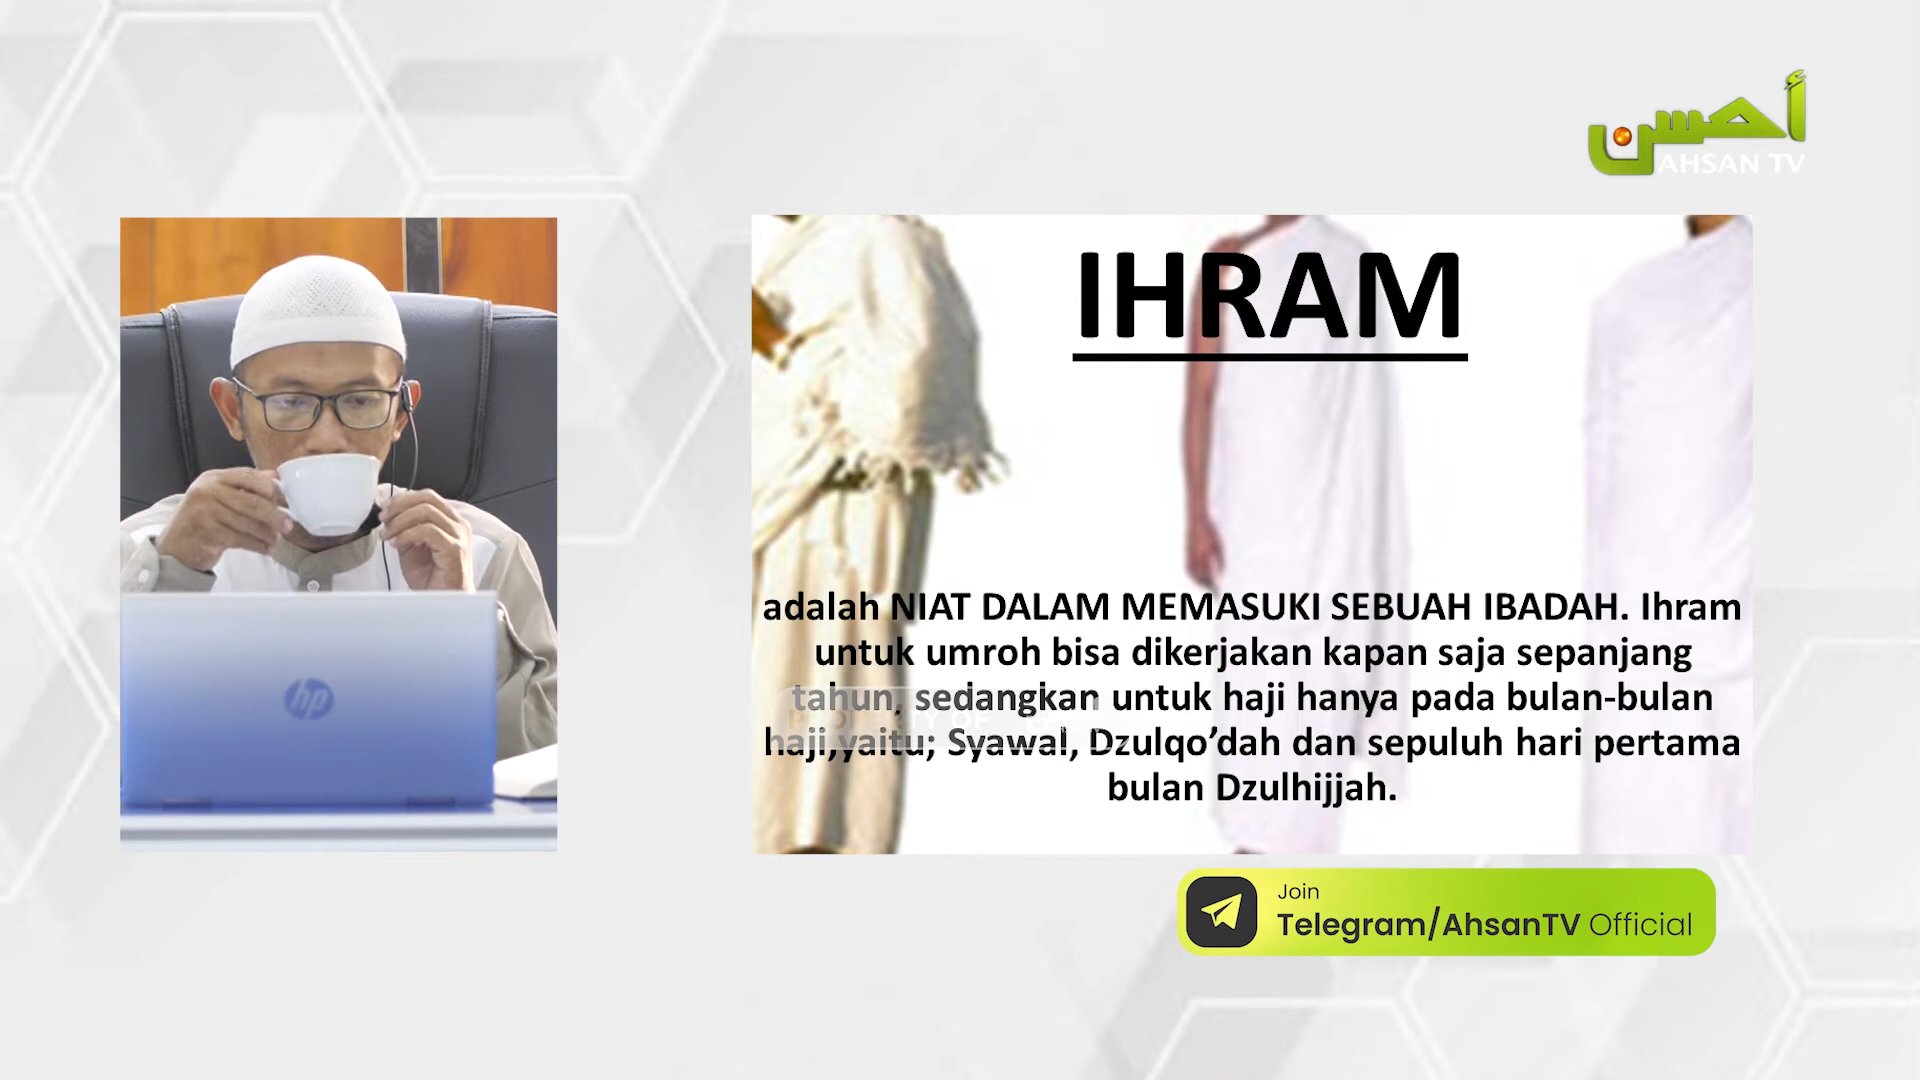 أحسن
AHSAN TV
IHRAM
adalah NIAT DALAM MEMASUKI SEBUAH IBADAH. Ihram
untuk umroh bisa dikerjakan kapan saja sepanjang
tahun, sedangkan untuk haji hanya pada bulan-bulan
haji,yaitu; Syawal, Dzulqo’dah dan sepuluh hari pertama
bulan Dzulhijjah.
PROPERTY OF
hp
Join
Telegram/AhsanTV Official